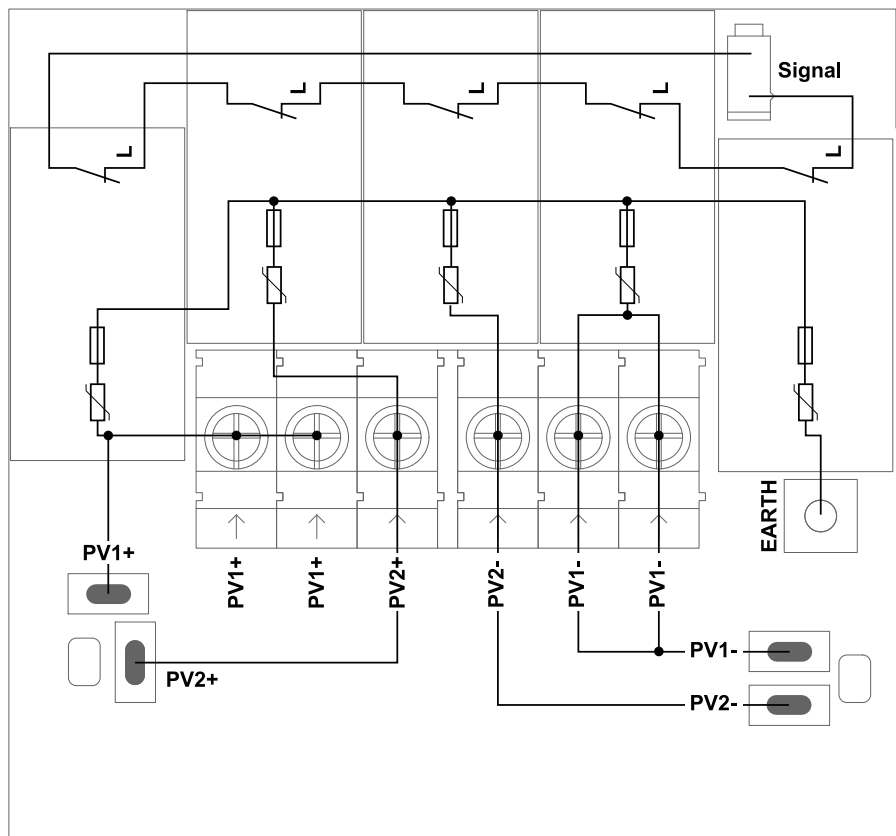 Signal
L
L
L
L
L
EARTH
PV1+
PV1+
PV1+
PV2+
PV2-
PV1-
PV1-
PV2+
PV1-
PV2-